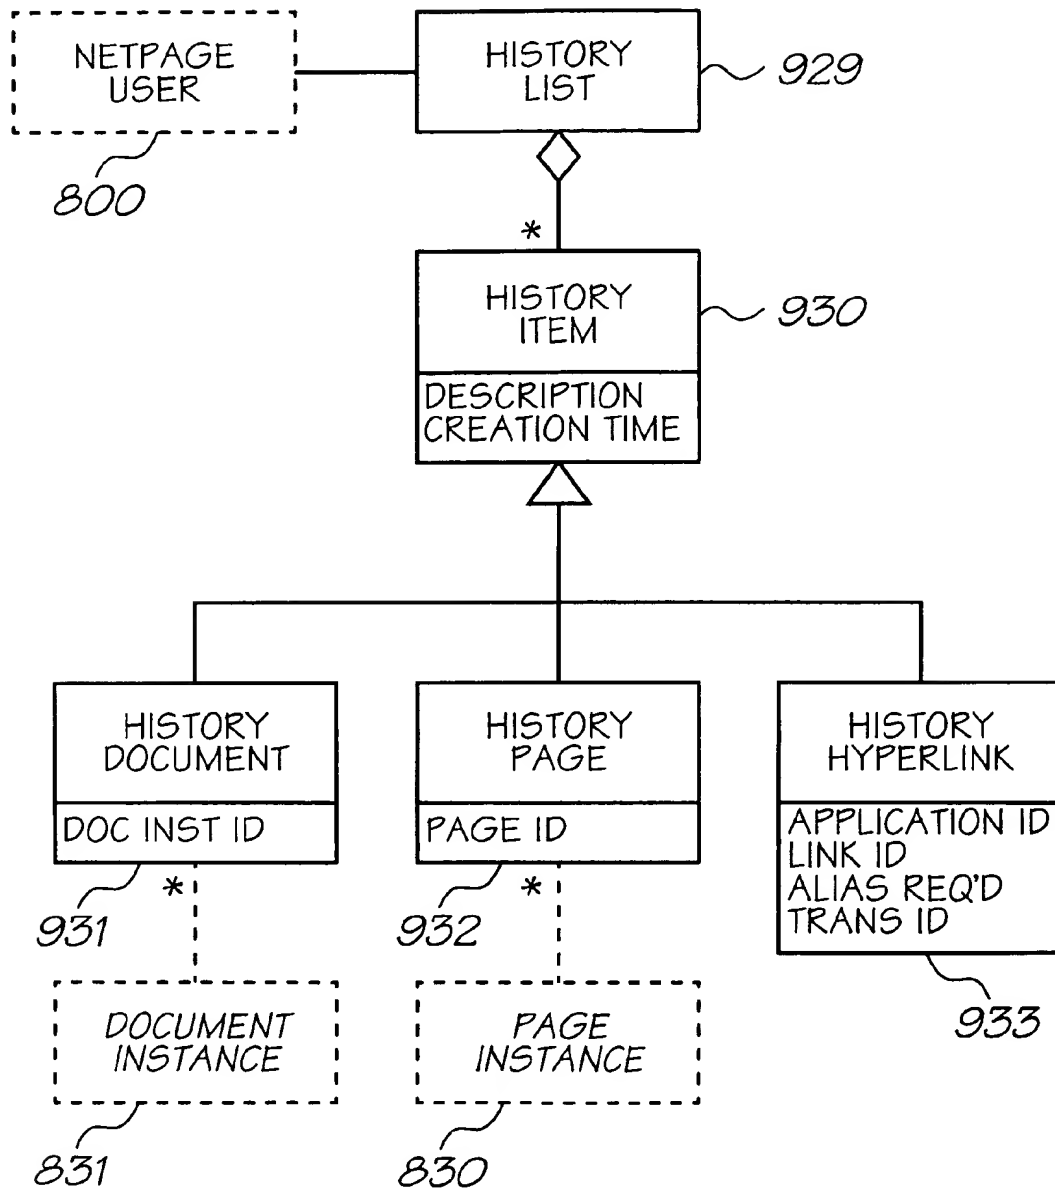 NETPAGE
USER
800
HISTORY
LIST
929
*
HISTORY
ITEM
930
DESCRIPTION
CREATION TIME
HISTORY
DOCUMENT
DOC INST ID
931
*
HISTORY
PAGE
PAGE ID
932
*
HISTORY
HYPERLINK
APPLICATION ID
LINK ID
ALIAS REQ'D
TRANS ID
933
DOCUMENT
INSTANCE
831
PAGE
INSTANCE
830